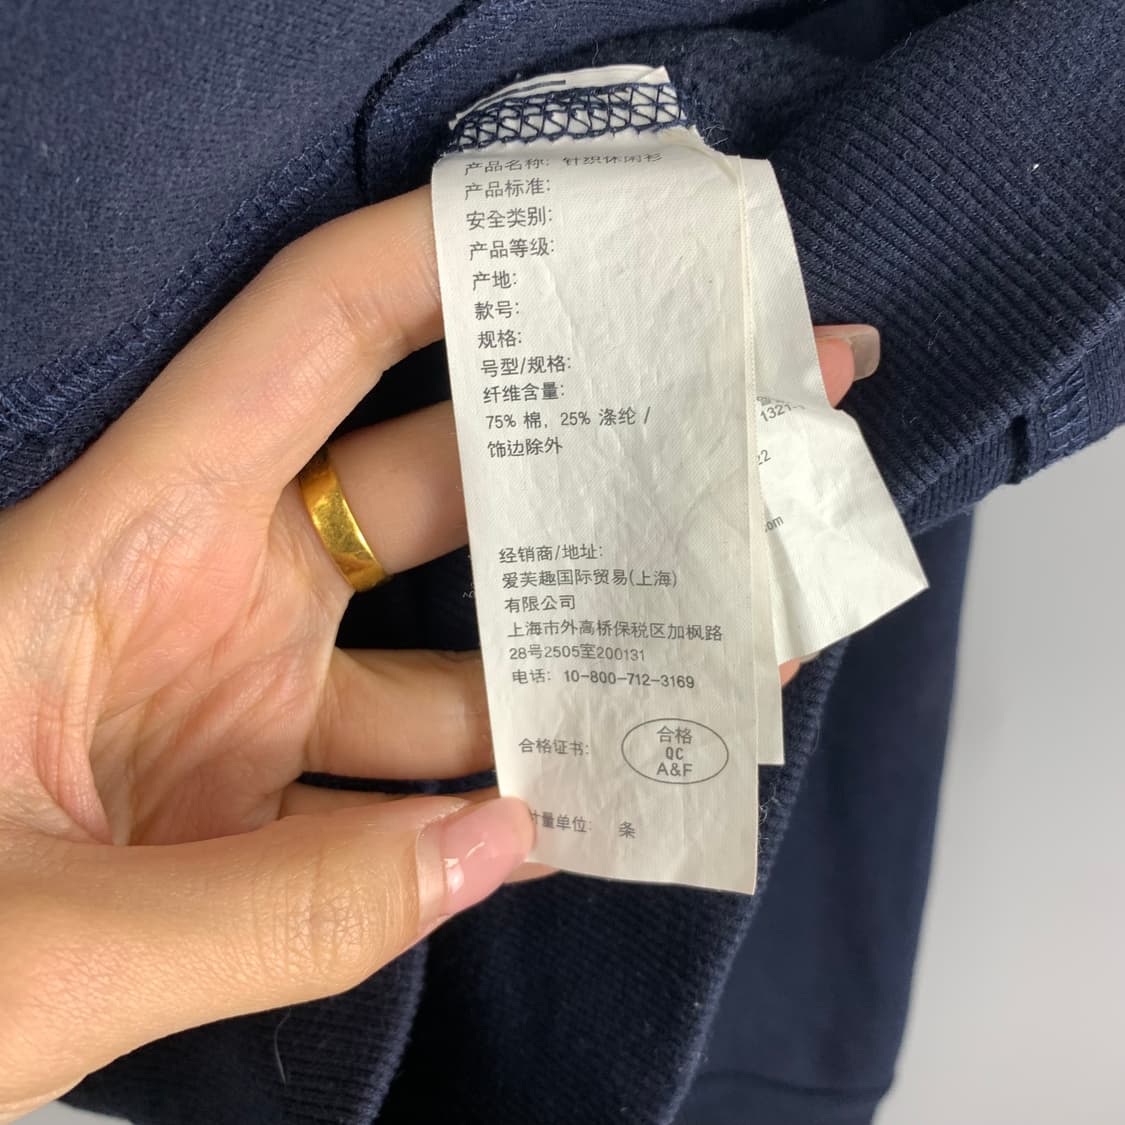 产品名称: 针织休闲衫
产品标准:
安全类别:
产品等级:
产地:
款号:
规格:
号型/规格:
纤维含量:
75% 棉, 25% 涤纶 /
饰边除外
经销商/地址:
爱芙趣国际贸易(上海)
有限公司
上海市外高桥保税区加枫路
28号2505室200131
电话: 10-800-712-3169
合格证书:
合格
QC
A&F
量单位: 条
1321-
22
.com